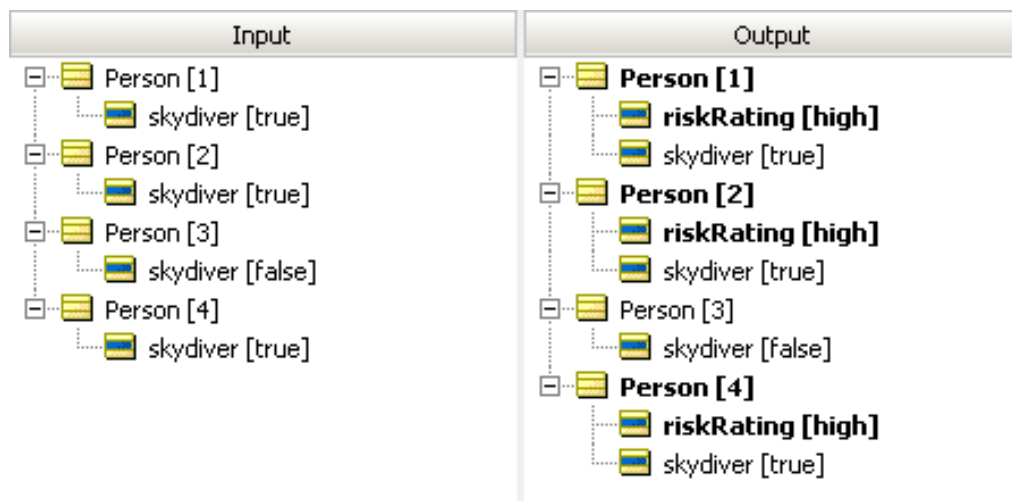 Input
Person [1]
skydiver [true]
Person [2]
skydiver [true]
Person [3]
skydiver [false]
Person [4]
skydiver [true]
Output
Person [1]
riskRating [high]
skydiver [true]
Person [2]
riskRating [high]
skydiver [true]
Person [3]
skydiver [false]
Person [4]
riskRating [high]
skydiver [true]